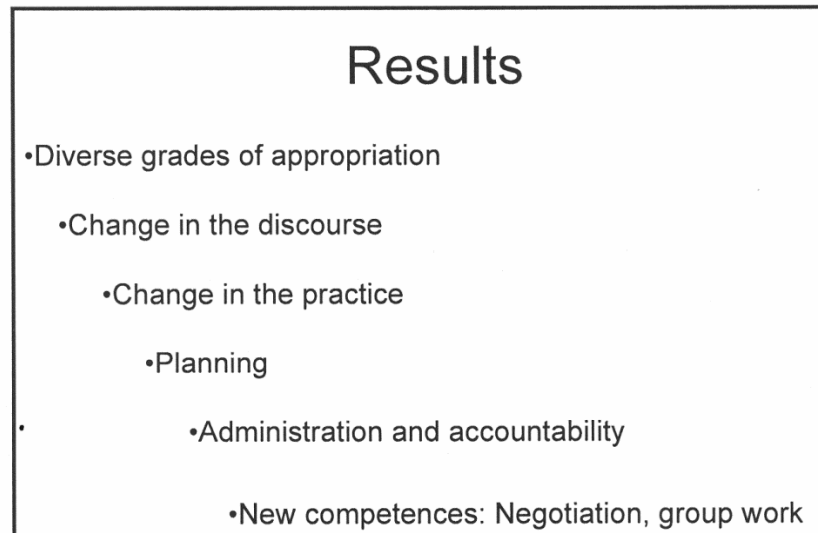 Results
•Diverse grades of appropriation
•Change in the discourse
•Change in the practice
•Planning
•Administration and accountability
•New competences: Negotiation, group work